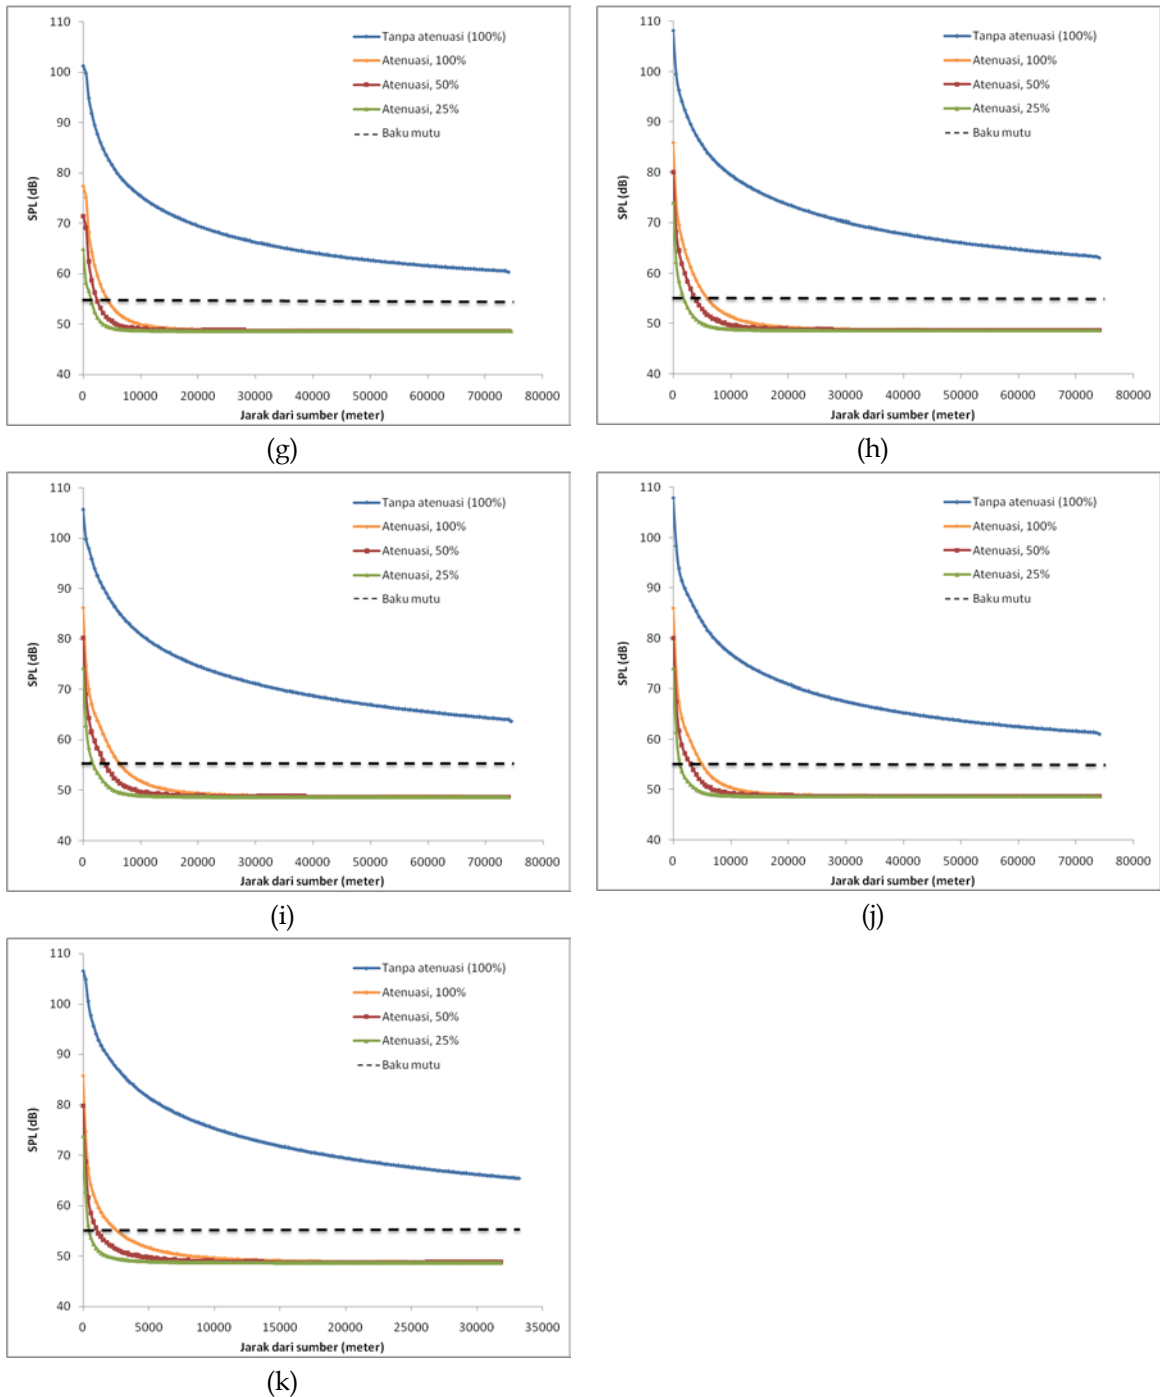 110
100
90
80
70
60
50
40
SPL (dB)
Tanpa atenuasi (100%)
Atenuasi, 100%
Atenuasi, 50%
Atenuasi, 25%
Baku mutu
0 10000 20000 30000 40000 50000 60000 70000 80000
Jarak dari sumber (meter)
(g)
110
100
90
80
70
60
50
40
SPL (dB)
Tanpa atenuasi (100%)
Atenuasi, 100%
Atenuasi, 50%
Atenuasi, 25%
Baku mutu
0 10000 20000 30000 40000 50000 60000 70000 80000
Jarak dari sumber (meter)
(h)
110
100
90
80
70
60
50
40
SPL (dB)
Tanpa atenuasi (100%)
Atenuasi, 100%
Atenuasi, 50%
Atenuasi, 25%
Baku mutu
0 10000 20000 30000 40000 50000 60000 70000 80000
Jarak dari sumber (meter)
(i)
110
100
90
80
70
60
50
40
SPL (dB)
Tanpa atenuasi (100%)
Atenuasi, 100%
Atenuasi, 50%
Atenuasi, 25%
Baku mutu
0 10000 20000 30000 40000 50000 60000 70000 80000
Jarak dari sumber (meter)
(j)
110
100
90
80
70
60
50
40
SPL (dB)
Tanpa atenuasi (100%)
Atenuasi, 100%
Atenuasi, 50%
Atenuasi, 25%
Baku mutu
0 5000 10000 15000 20000 25000 30000 35000
Jarak dari sumber (meter)
(k)